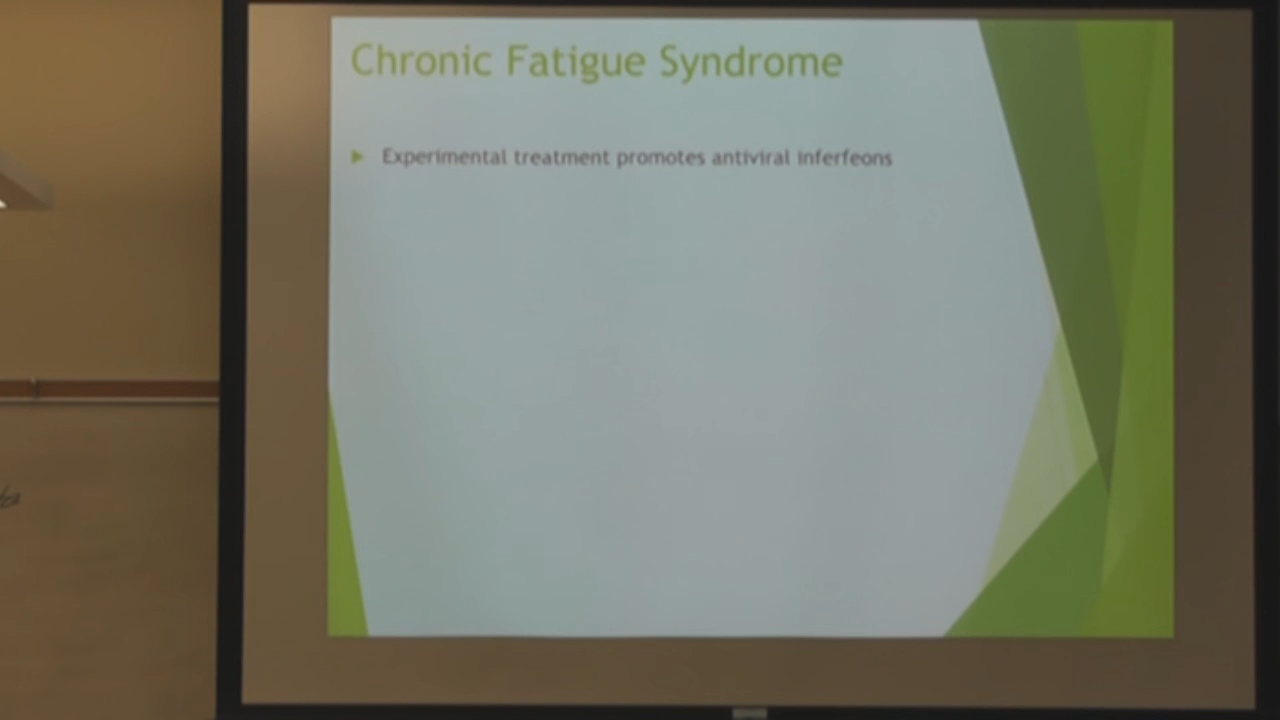 Chronic Fatigue Syndrome
Experimental treatment promotes antiviral inferfeons